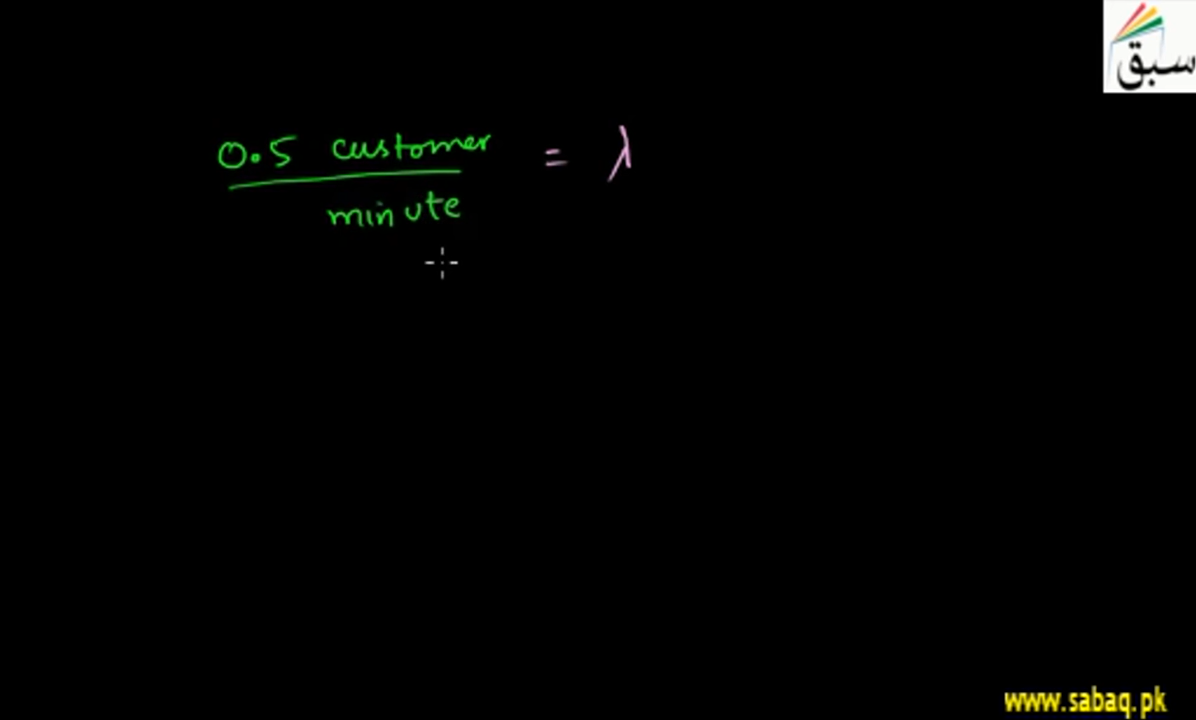 سبق
0.5 customer = λ
minute
www.sabaq.pk